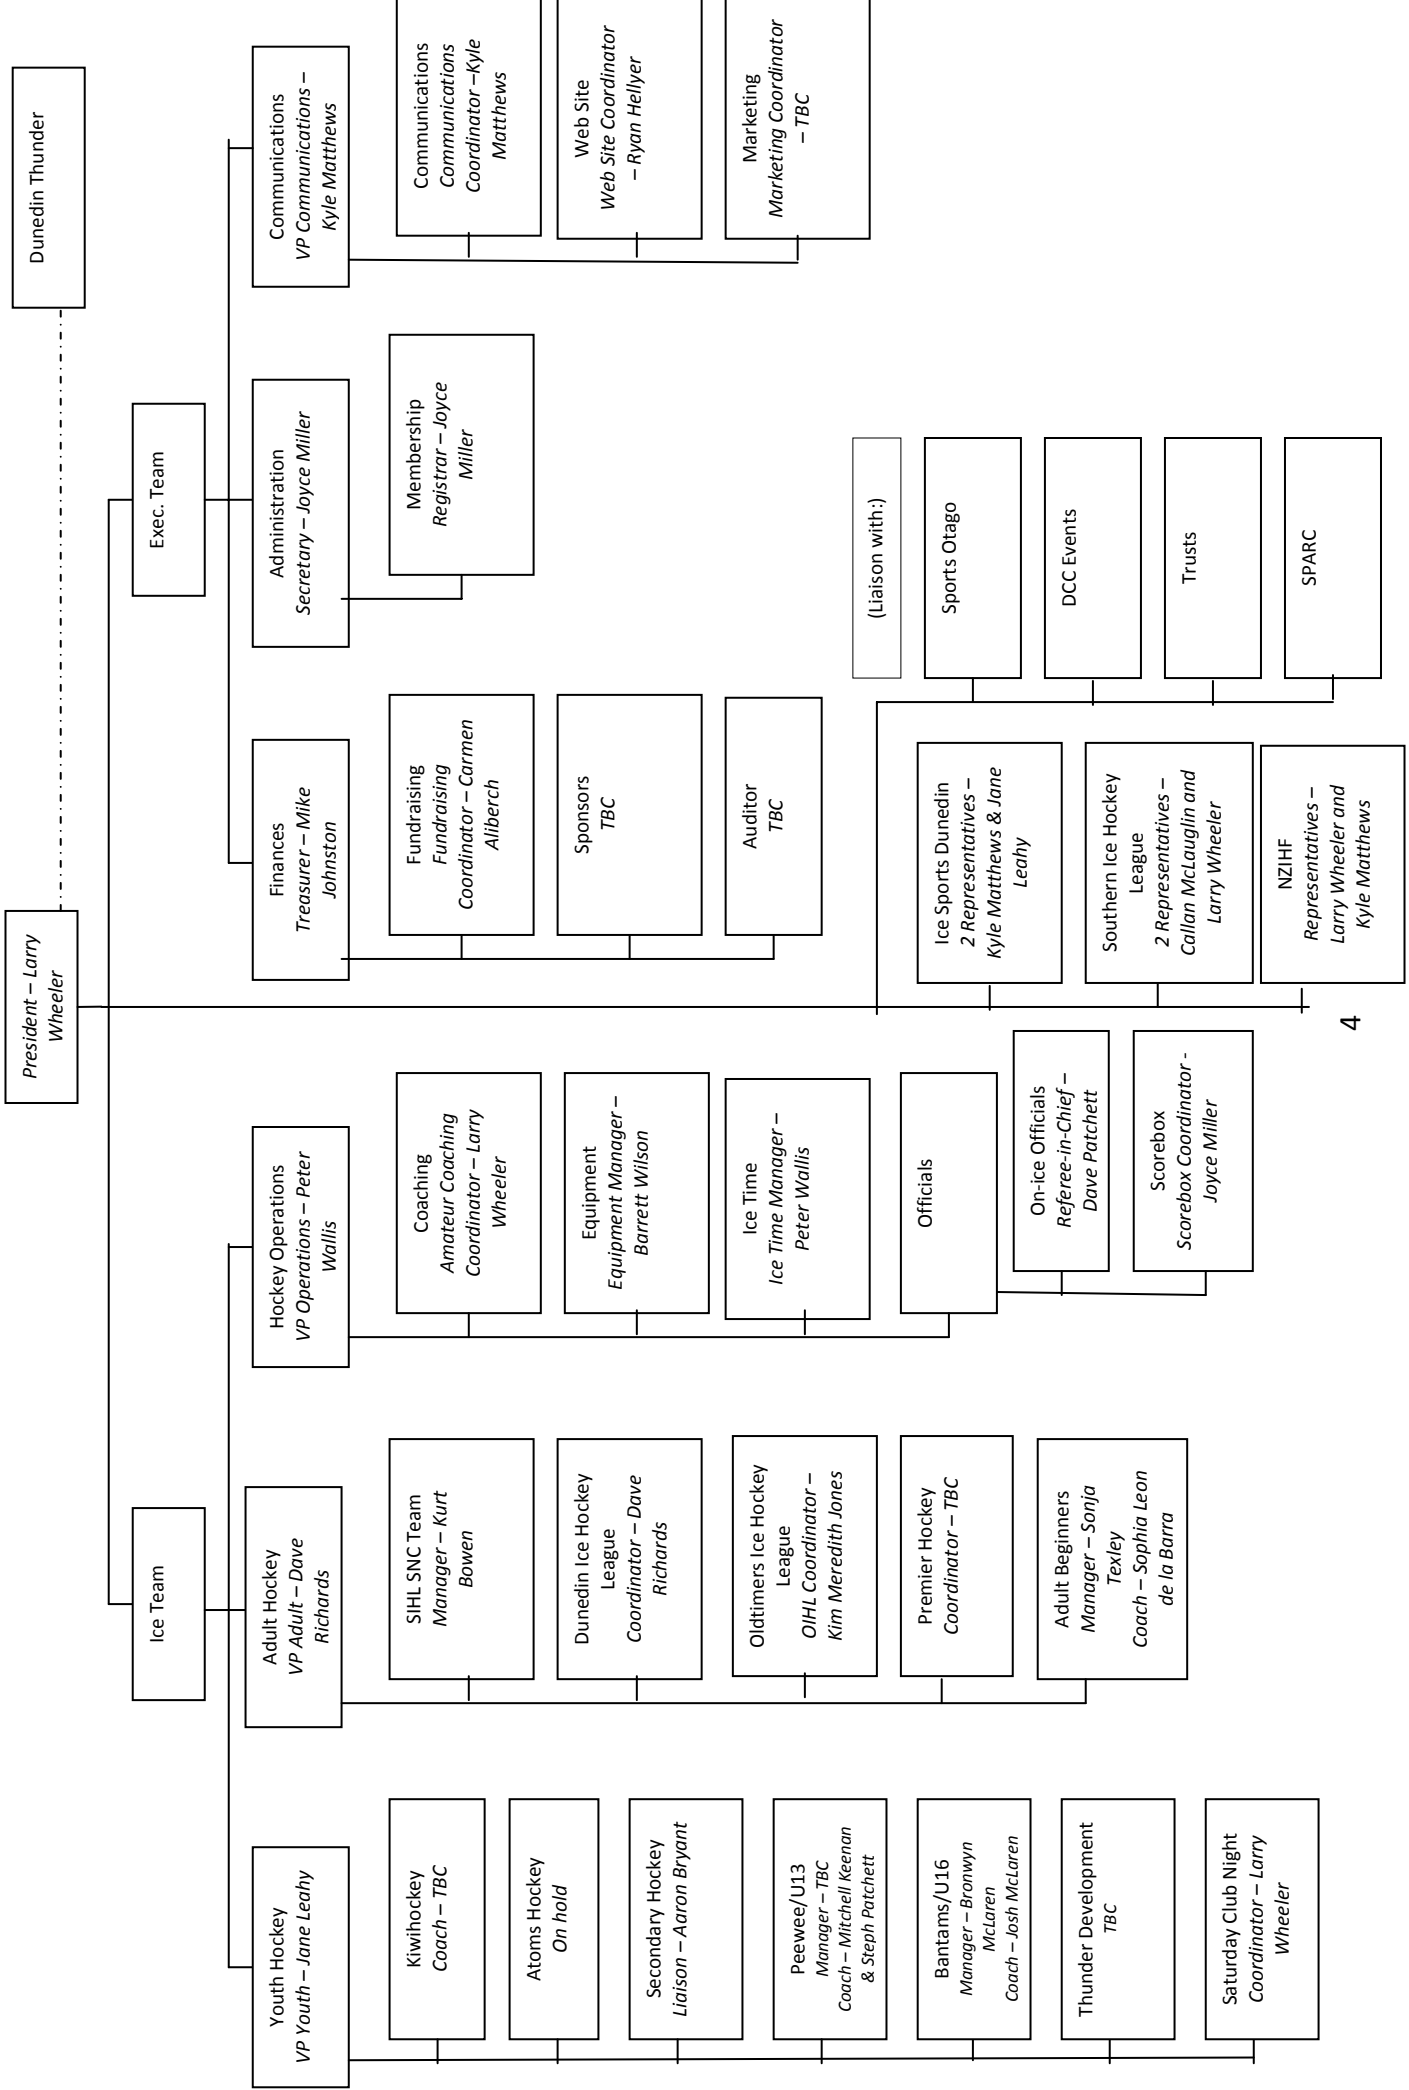 President – Larry
Wheeler
Dunedin Thunder
Ice Team
Exec. Team
Youth Hockey
VP Youth – Jane Leahy
Adult Hockey
VP Adult – Dave
Richards
Hockey Operations
VP Operations – Peter
Wallis
Finances
Treasurer – Mike
Johnston
Administration
Secretary – Joyce Miller
Communications
VP Communications –
Kyle Matthews
Kiwihockey
Coach – TBC
Atoms Hockey
On hold
Secondary Hockey
Liaison – Aaron Bryant
Peewee/U13
Manager – TBC
Coach – Mitchell Keenan
& Steph Patchett
Bantams/U16
Manager – Bronwyn
McLaren
Coach – Josh McLaren
Thunder Development
TBC
Saturday Club Night
Coordinator – Larry
Wheeler
SIHL SNC Team
Manager – Kurt
Bowen
Dunedin Ice Hockey
League
Coordinator – Dave
Richards
Oldtimers Ice Hockey
League
OIHL Coordinator –
Kim Meredith Jones
Premier Hockey
Coordinator – TBC
Adult Beginners
Manager – Sonja
Texley
Coach – Sophia Leon
de la Barra
Coaching
Amateur Coaching
Coordinator – Larry
Wheeler
Equipment
Equipment Manager –
Barrett Wilson
Ice Time
Ice Time Manager –
Peter Wallis
Officials
On-ice Officials
Referee-in-Chief –
Dave Patchett
Scorebox
Scorebox Coordinator -
Joyce Miller
Fundraising
Fundraising
Coordinator – Carmen
Aliberch
Sponsors
TBC
Auditor
TBC
Membership
Registrar – Joyce
Miller
Communications
Communications
Coordinator –Kyle
Matthews
Web Site
Web Site Coordinator
– Ryan Hellyer
Marketing
Marketing Coordinator
– TBC
Ice Sports Dunedin
2 Representatives –
Kyle Matthews & Jane
Leahy
Southern Ice Hockey
League
2 Representatives –
Callan McLauglin and
Larry Wheeler
NZIHF
Representatives –
Larry Wheeler and
Kyle Matthews
(Liaison with:)
Sports Otago
DCC Events
Trusts
SPARC
4